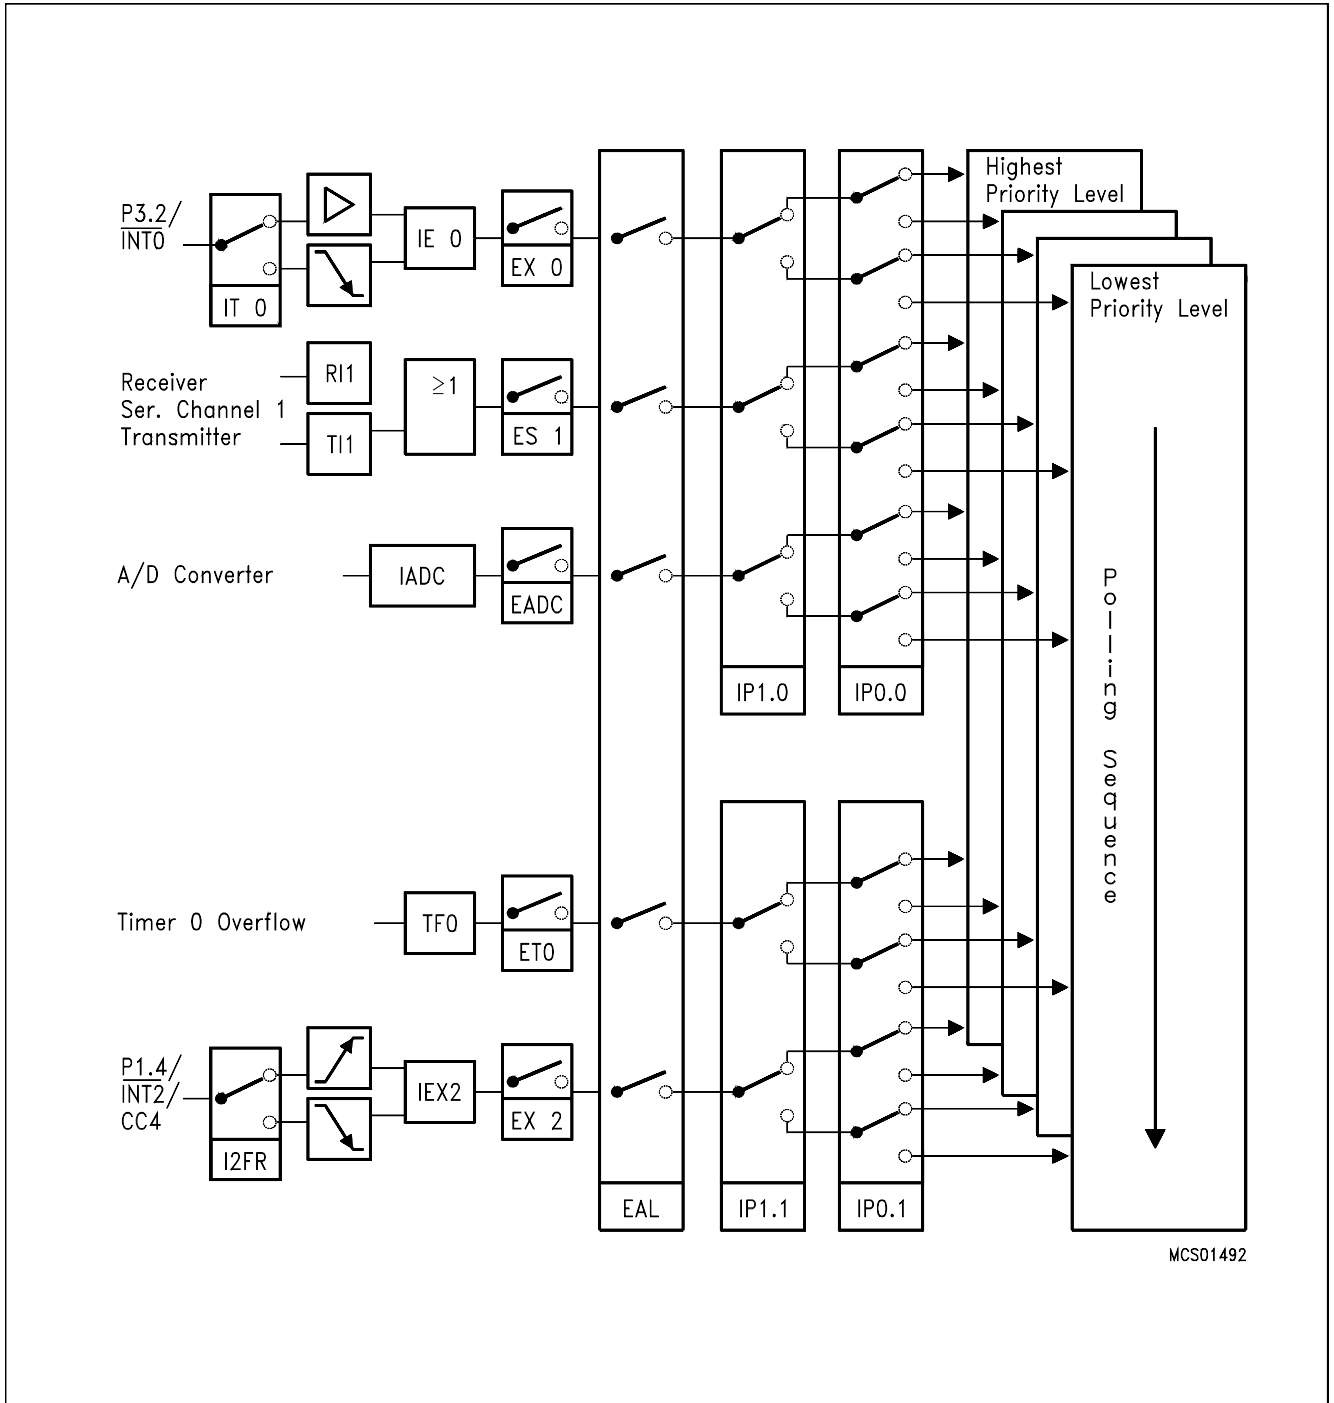 Highest
Priority Level
P3.2/
INT0
IT 0
IE 0
EX 0
Lowest
Priority Level
Receiver
Ser. Channel 1
Transmitter
RI1
TI1
≥1
ES 1
A/D Converter
IADC
EADC
IP1.0
IP0.0
Polling Sequence
Timer 0 Overflow
TF0
ET0
P1.4/
INT2/
CC4
I2FR
IEX2
EX 2
EAL
IP1.1
IP0.1
MCS01492